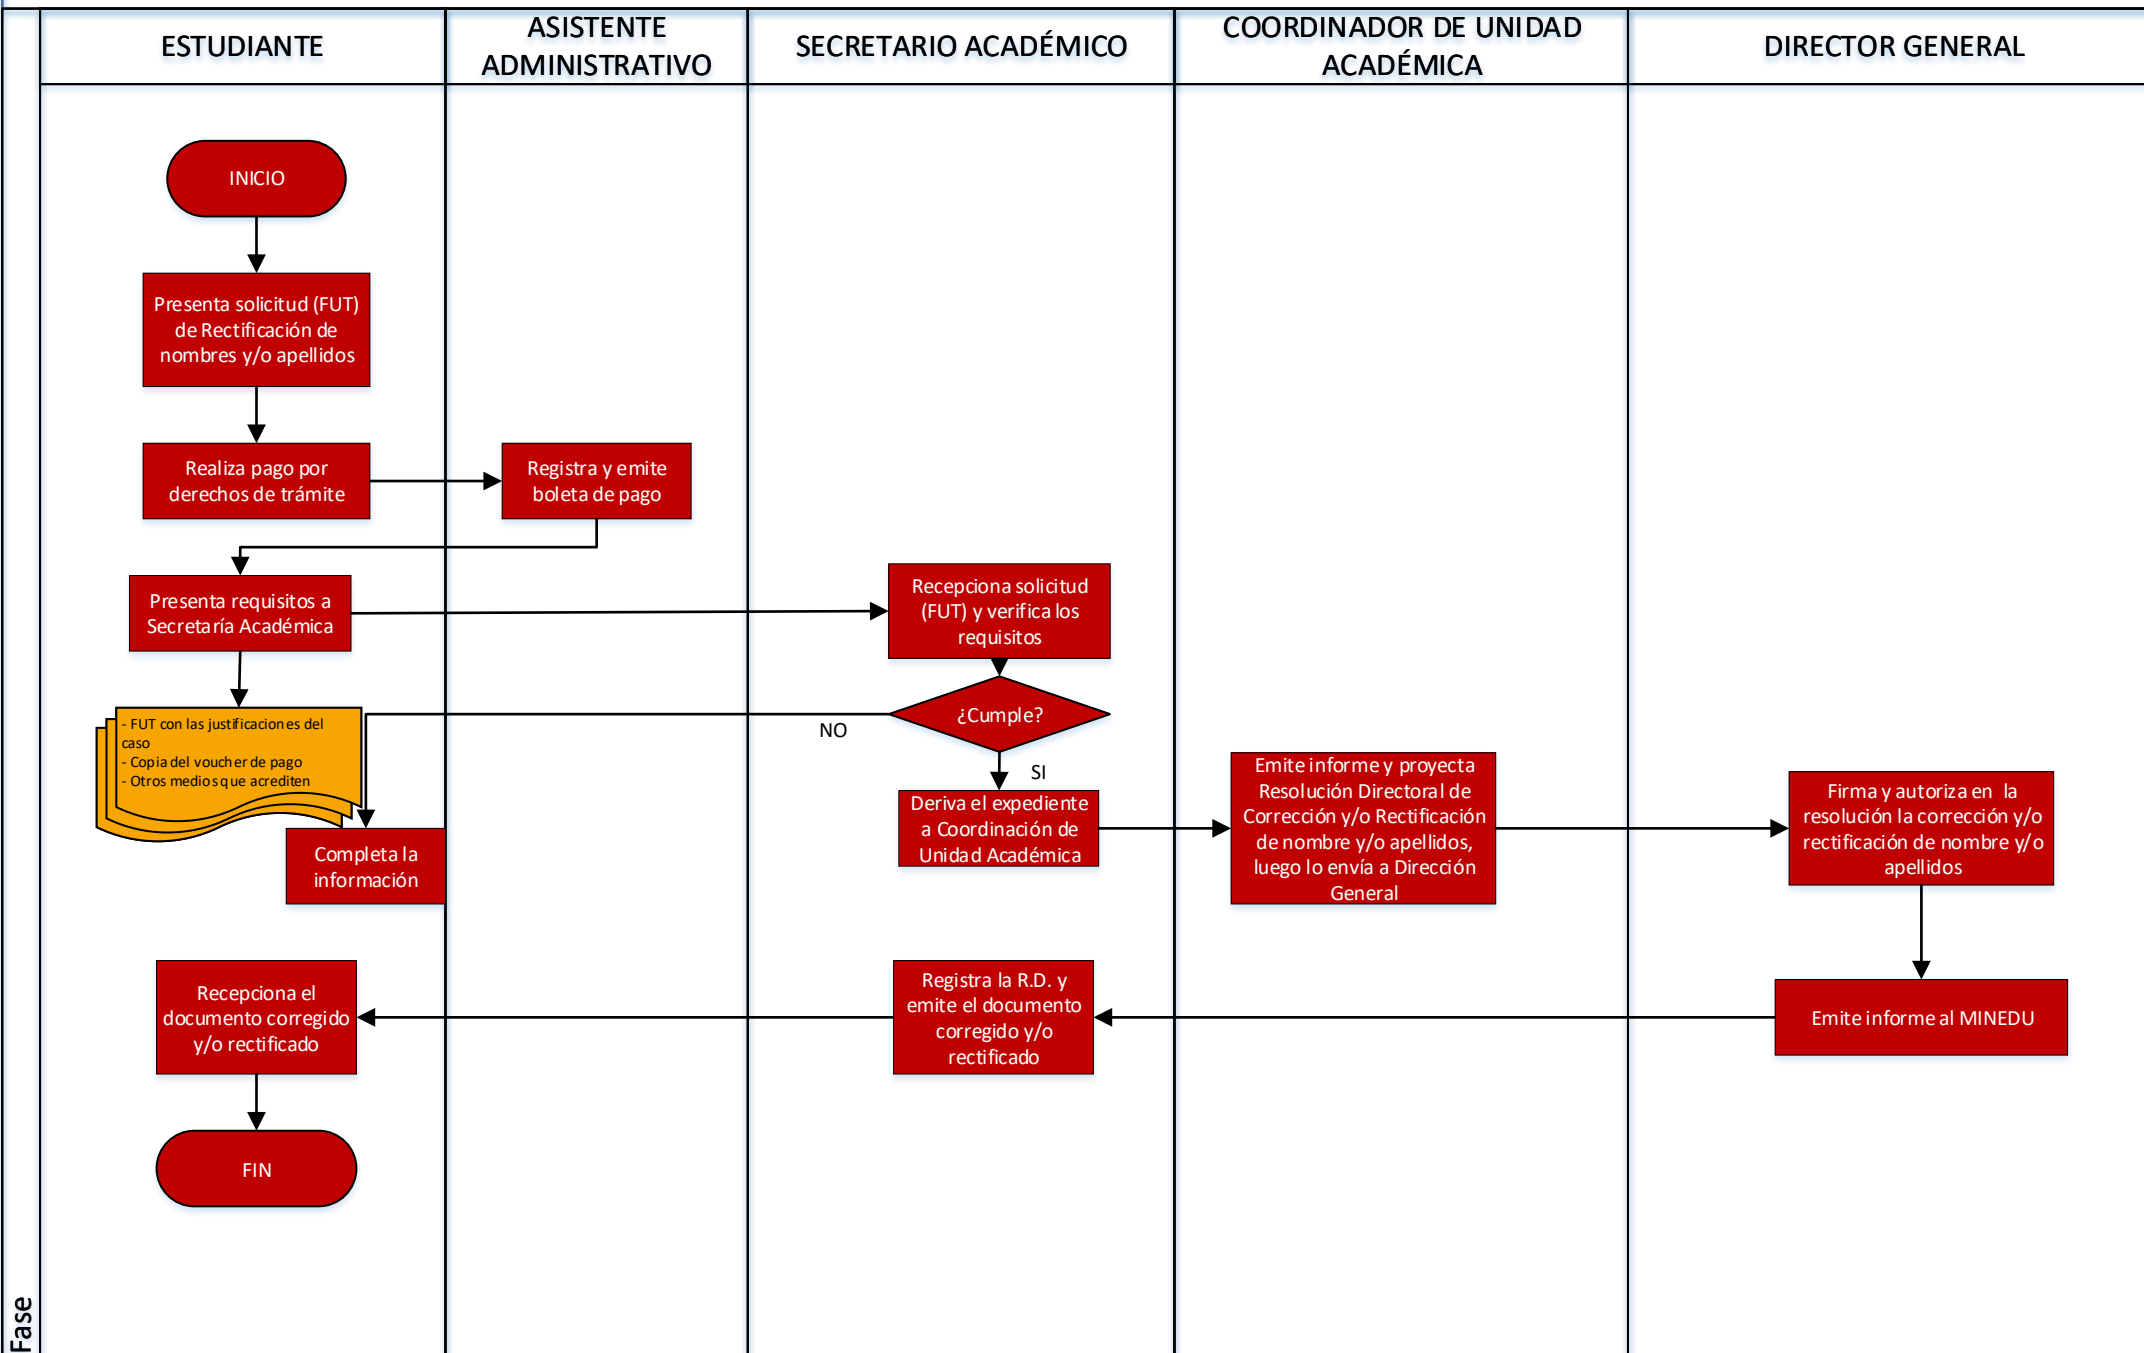 ESTUDIANTE
ASISTENTE
ADMINISTRATIVO
SECRETARIO ACADÉMICO
COORDINADOR DE UNIDAD
ACADÉMICA
DIRECTOR GENERAL
INICIO
Presenta solicitud (FUT)
de Rectificación de
nombres y/o apellidos
Realiza pago por
derechos de trámite
Registra y emite
boleta de pago
Presenta requisitos a
Secretaría Académica
Recepciona solicitud
(FUT) y verifica los
requisitos
- FUT con las justificaciones del
caso
- Copia del voucher de pago
- Otros medios que acrediten
¿Cumple?
NO
SI
Completa la
información
Deriva el expediente
a Coordinación de
Unidad Académica
Emite informe y proyecta
Resolución Directoral de
Corrección y/o Rectificación
de nombre y/o apellidos,
luego lo envía a Dirección
General
Firma y autoriza en la
resolución la corrección y/o
rectificación de nombre y/o
apellidos
Recepciona el
documento corregido
y/o rectificado
Registra la R.D. y
emite el documento
corregido y/o
rectificado
Emite informe al MINEDU
FIN
Fase